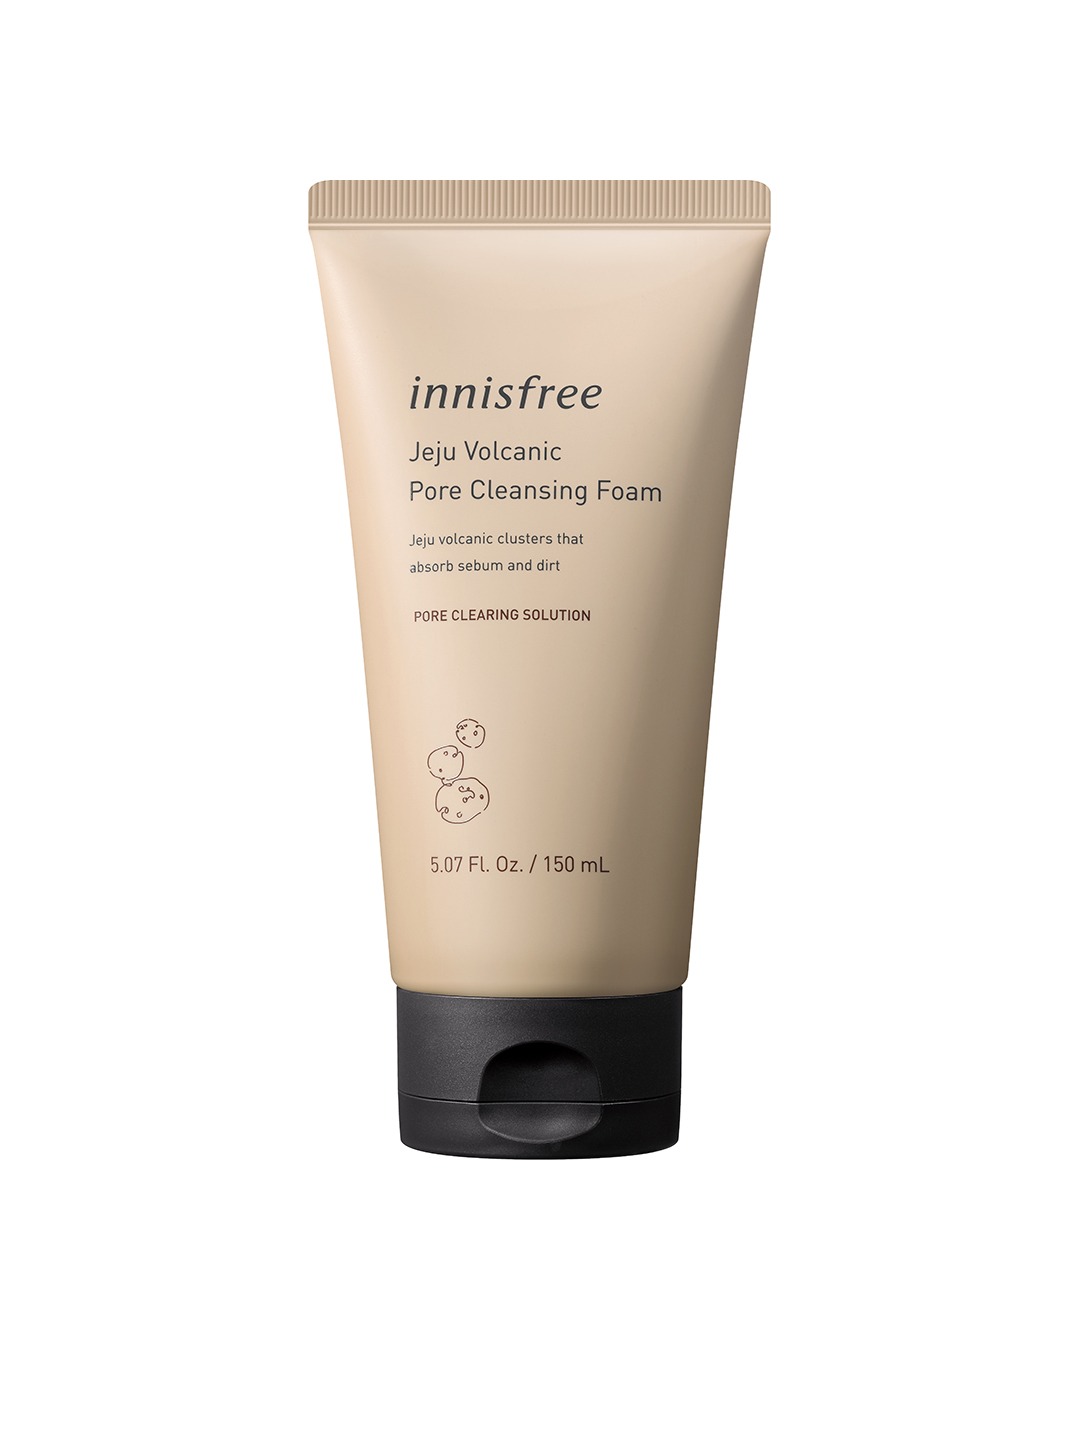 innisfree
Jeju Volcanic
Pore Cleansing Foam
Jeju volcanic clusters that
absorb sebum and dirt
PORE CLEARING SOLUTION
5.07 Fl. Oz. / 150 mL